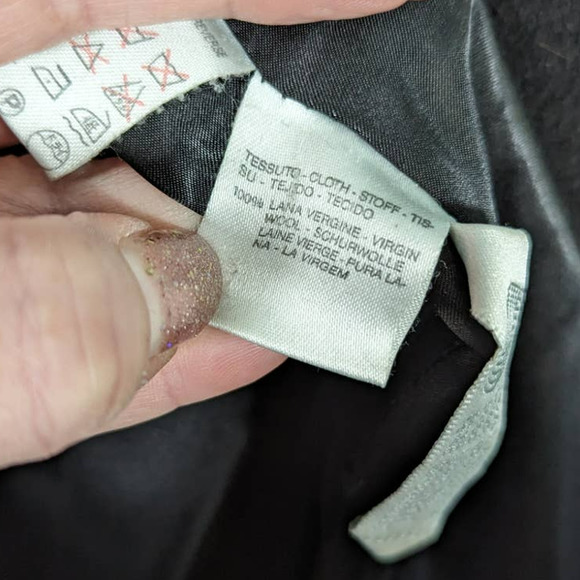 TESSUTO - CLOTH - STOFF - TIS-
SU - TEJIDO - TECIDO
100% LANA VERGINE - VIRGIN
WOOL - SCHURWOLLE
LAINE VIERGE - PURA LA-
NA - LA VIRGEM
P